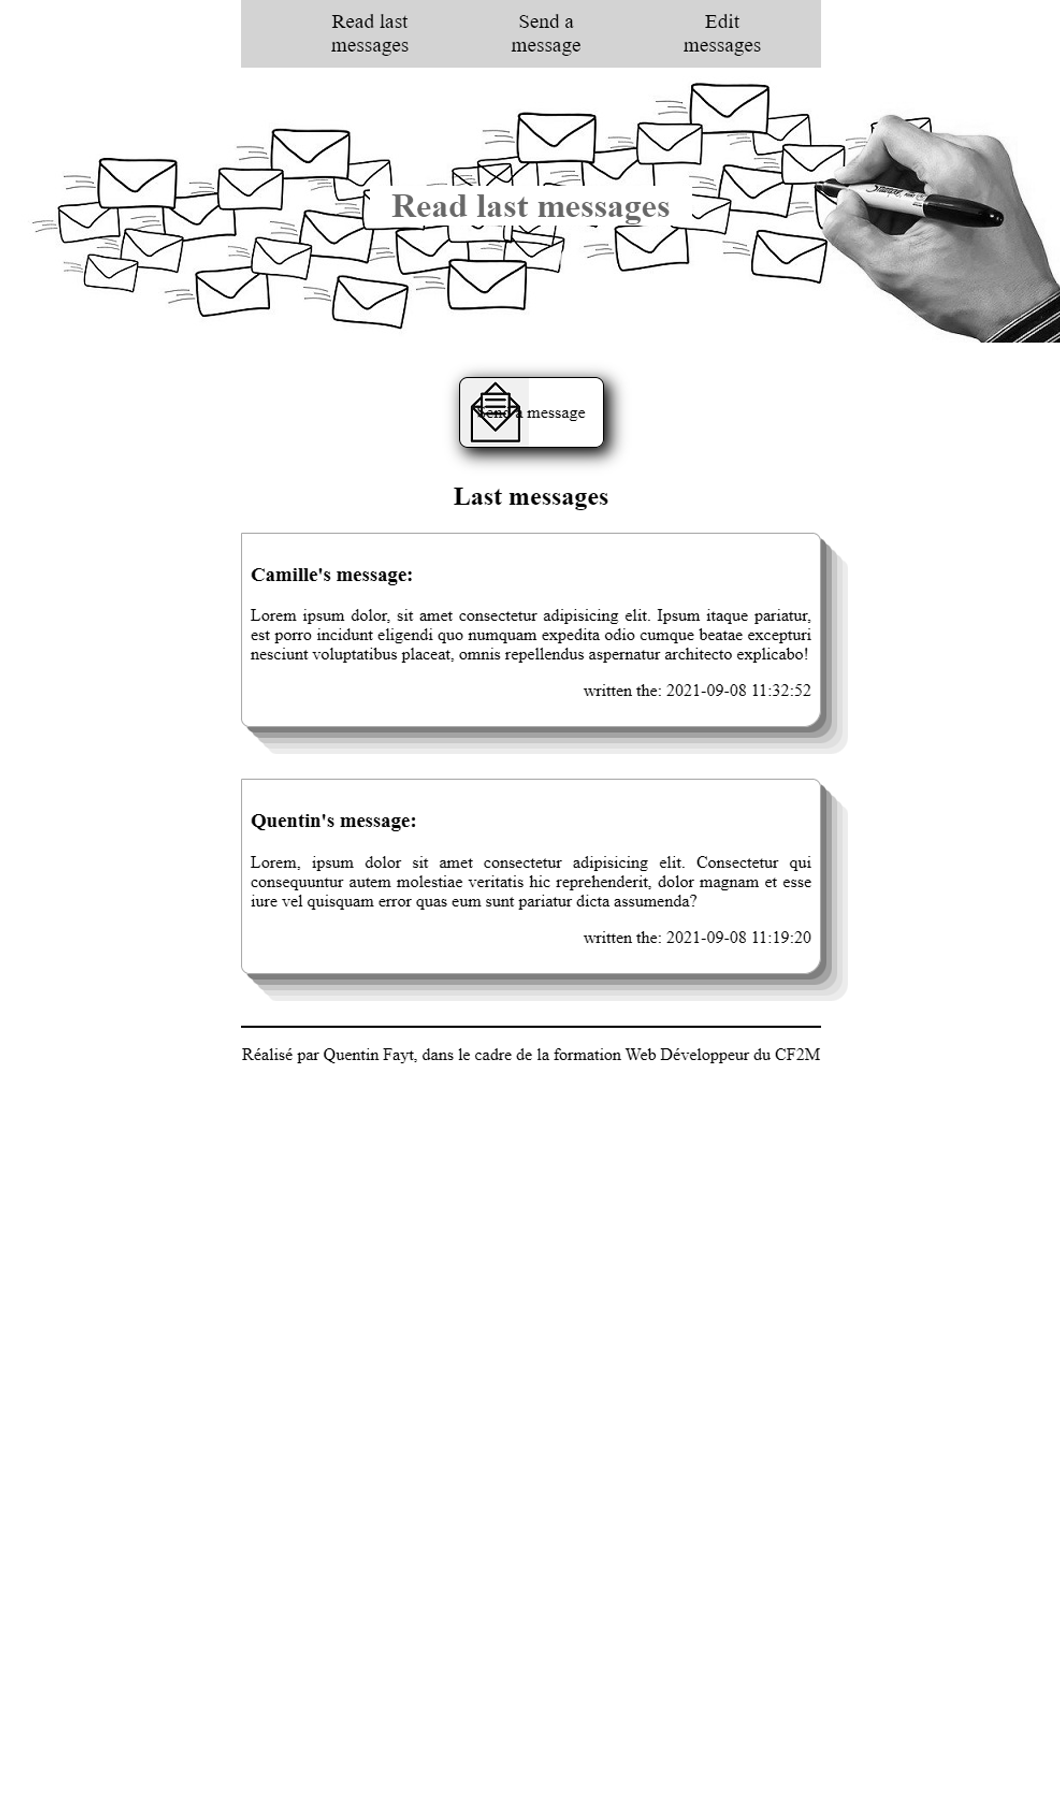 Read last
messages
Send a
message
Edit
messages
Read last messages
Send a message
Last messages
Camille's message:
Lorem ipsum dolor, sit amet consectetur adipisicing elit. Ipsum itaque pariatur,
est porro incidunt eligendi quo numquam expedita odio cumque beatae excepturi
nesciunt voluptatibus placeat, omnis repellendus aspernatur architecto explicabo!
written the: 2021-09-08 11:32:52
Quentin's message:
Lorem, ipsum dolor sit amet consectetur adipisicing elit. Consectetur qui
consequuntur autem molestiae veritatis hic reprehenderit, dolor magnam et esse
iure vel quisquam error quas eum sunt pariatur dicta assumenda?
written the: 2021-09-08 11:19:20
Réalisé par Quentin Fayt, dans le cadre de la formation Web Développeur du CF2M